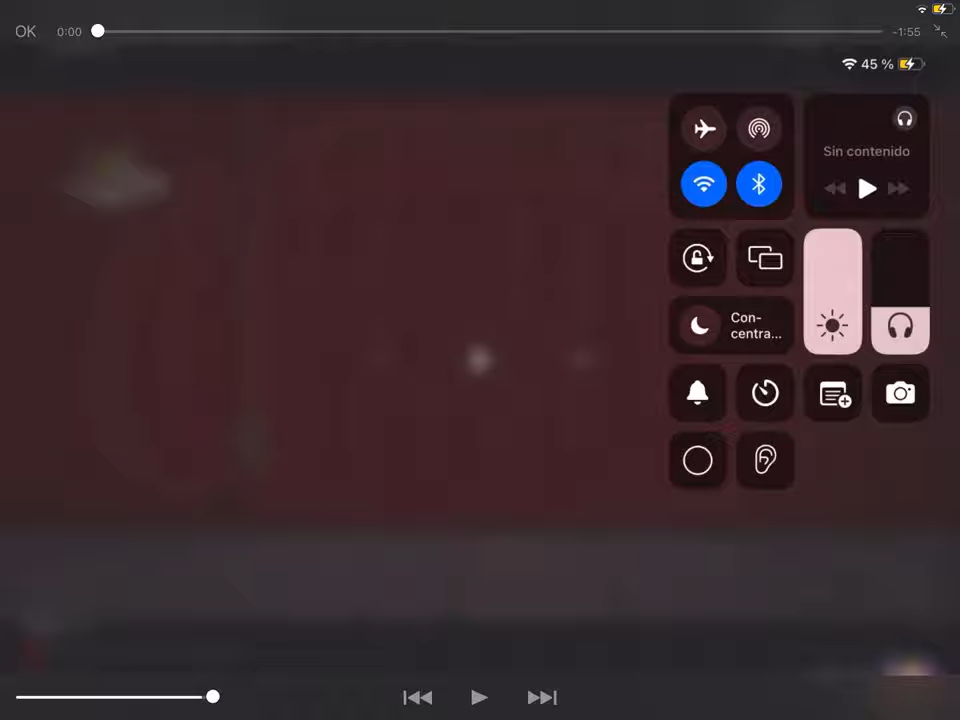 OK
0:00
-1:55
45 %
Sin contenido
Con-
centra...